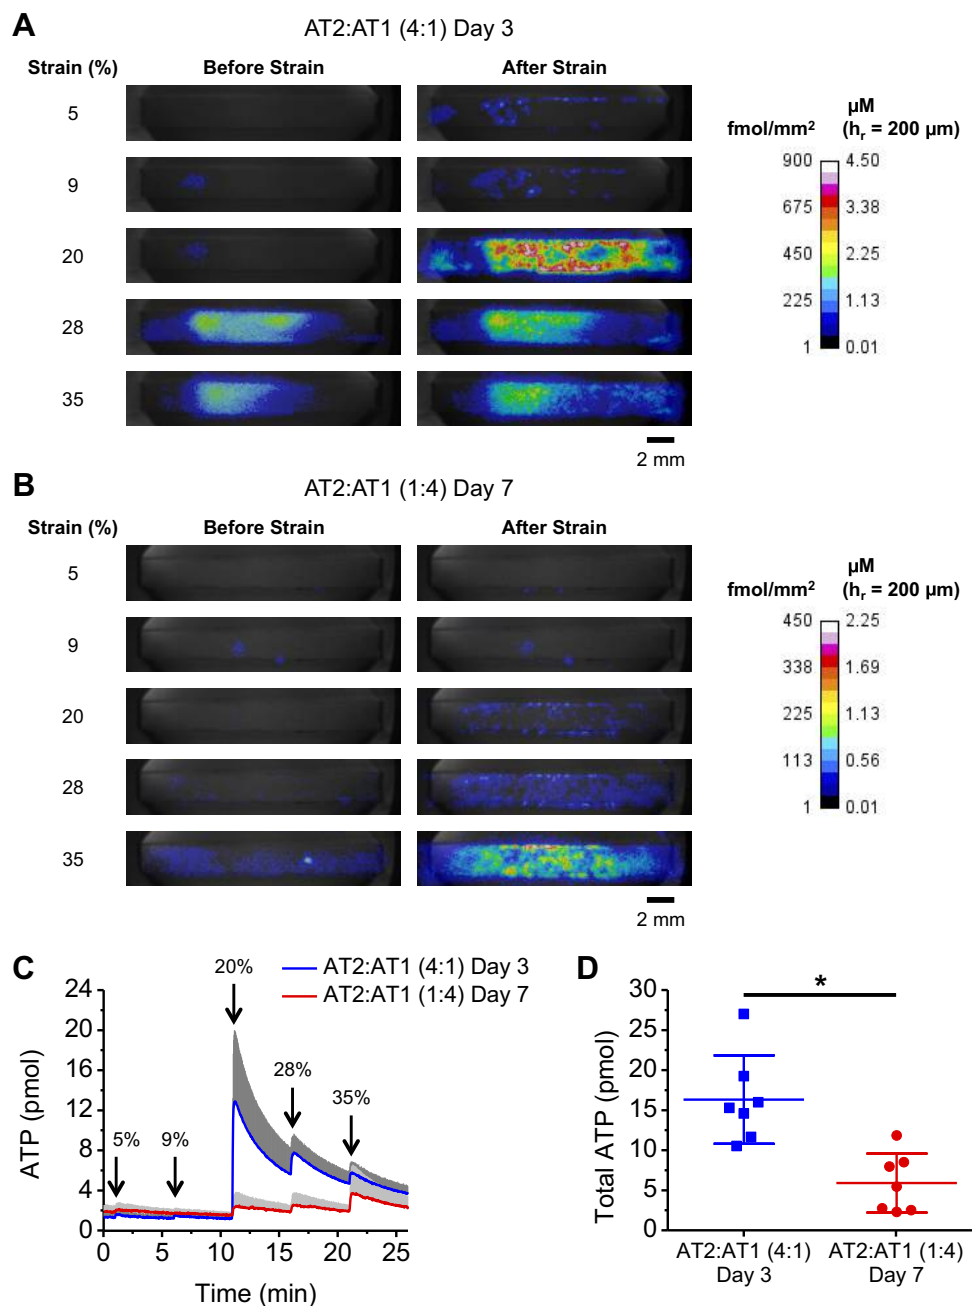 A
AT2:AT1 (4:1) Day 3
Strain (%) Before Strain After Strain
5
9
20
28
35
fmol/mm²
µM
(hᵣ = 200 µm)
900 4.50
675 3.38
450 2.25
225 1.13
1 0.01
2 mm
B
AT2:AT1 (1:4) Day 7
Strain (%) Before Strain After Strain
5
9
20
28
35
fmol/mm²
µM
(hᵣ = 200 µm)
450 2.25
338 1.69
225 1.13
113 0.56
1 0.01
2 mm
C
AT2:AT1 (4:1) Day 3
AT2:AT1 (1:4) Day 7
5%
9%
20%
28%
35%
ATP (pmol)
24
20
16
12
8
4
0
0 5 10 15 20 25
Time (min)
D
*
Total ATP (pmol)
30
25
20
15
10
5
0
AT2:AT1 (4:1)
Day 3
AT2:AT1 (1:4)
Day 7